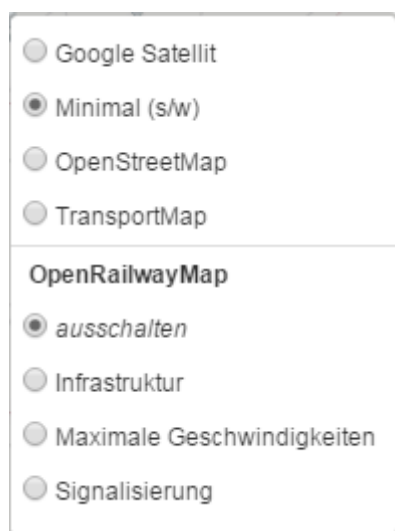 Google Satellit
Minimal (s/w)
OpenStreetMap
TransportMap
OpenRailwayMap
ausschalten
Infrastruktur
Maximale Geschwindigkeiten
Signalisierung